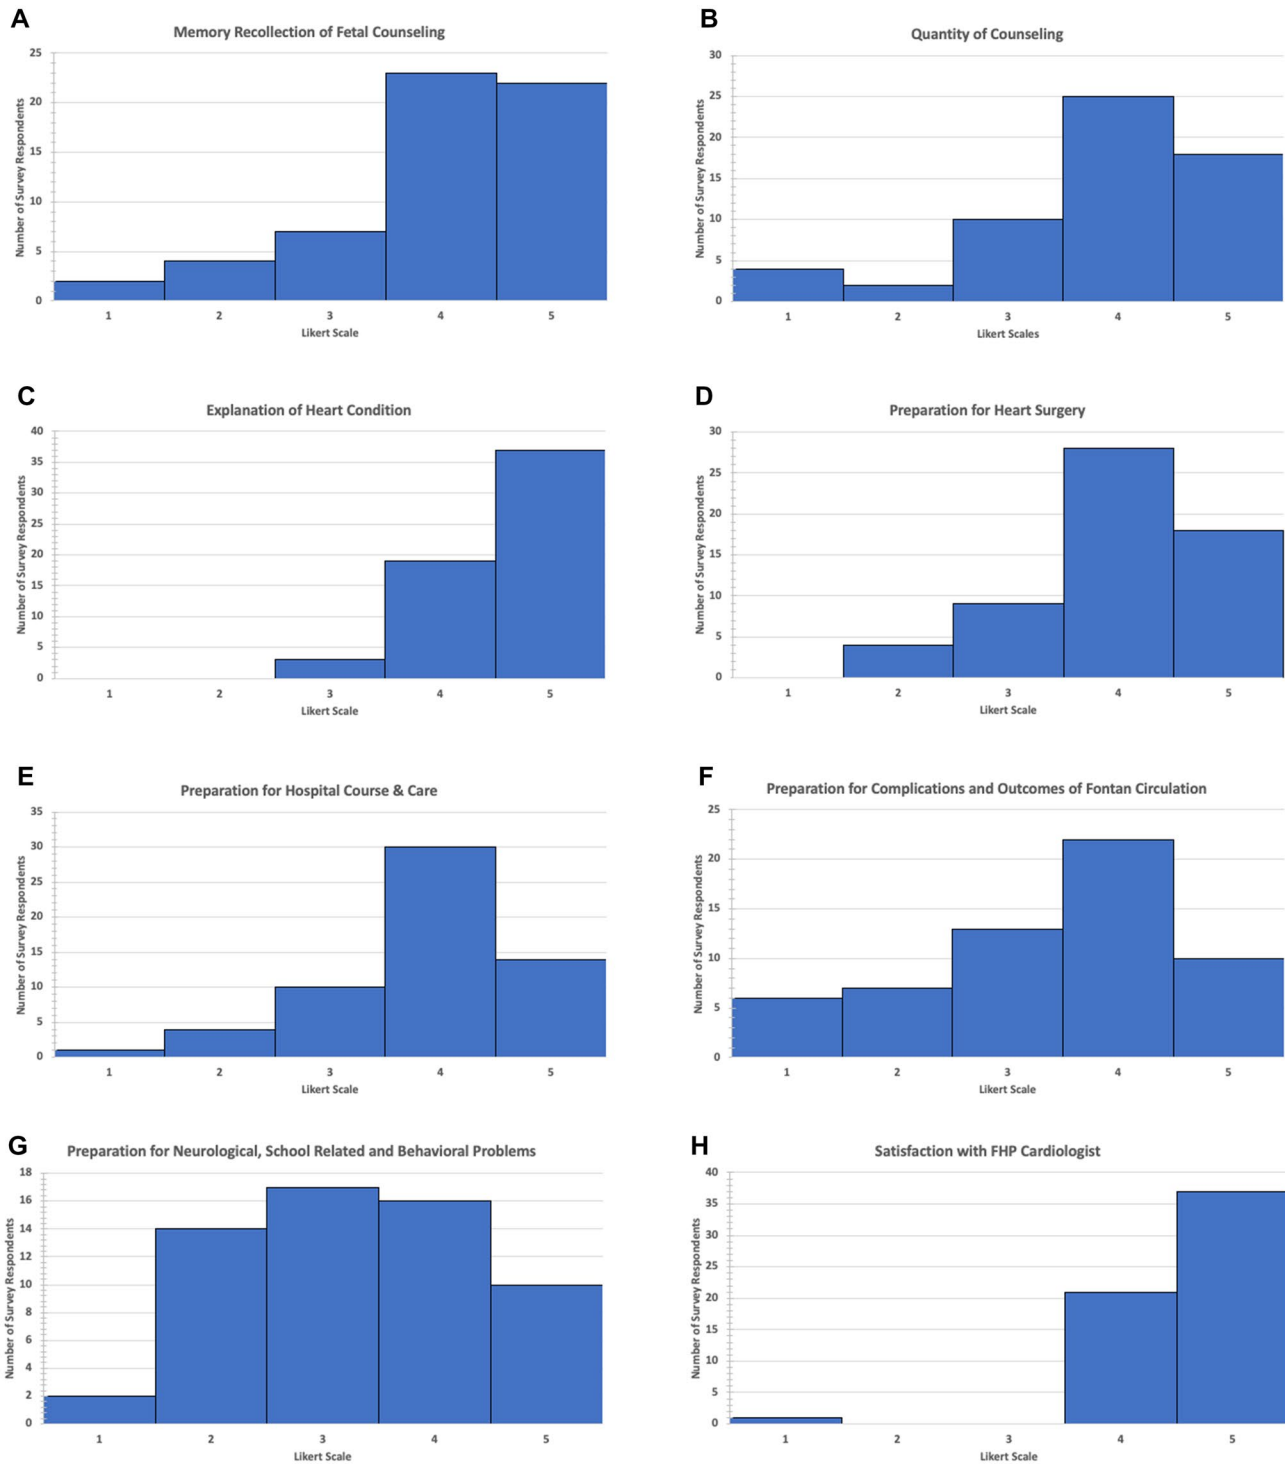 A
Memory Recollection of Fetal Counseling
Number of Survey Respondents
25
20
15
10
5
0
1 2 3 4 5
Likert Scale
B
Quantity of Counseling
Number of Survey Respondents
30
25
20
15
10
5
0
1 2 3 4 5
Likert Scales
C
Explanation of Heart Condition
Number of Survey Respondents
40
35
30
25
20
15
10
5
0
1 2 3 4 5
Likert Scale
D
Preparation for Heart Surgery
Number of Survey Respondents
30
25
20
15
10
5
0
1 2 3 4 5
Likert Scale
E
Preparation for Hospital Course & Care
Number of Survey Respondents
35
30
25
20
15
10
5
0
1 2 3 4 5
Likert Scale
F
Preparation for Complications and Outcomes of Fontan Circulation
Number of Survey Respondents
25
20
15
10
5
0
1 2 3 4 5
Likert Scale
G
Preparation for Neurological, School Related and Behavioral Problems
Number of Survey Respondents
18
16
14
12
10
8
6
4
2
0
1 2 3 4 5
Likert Scale
H
Satisfaction with FHP Cardiologist
Number of Survey Respondents
40
35
30
25
20
15
10
5
0
1 2 3 4 5
Likert Scale